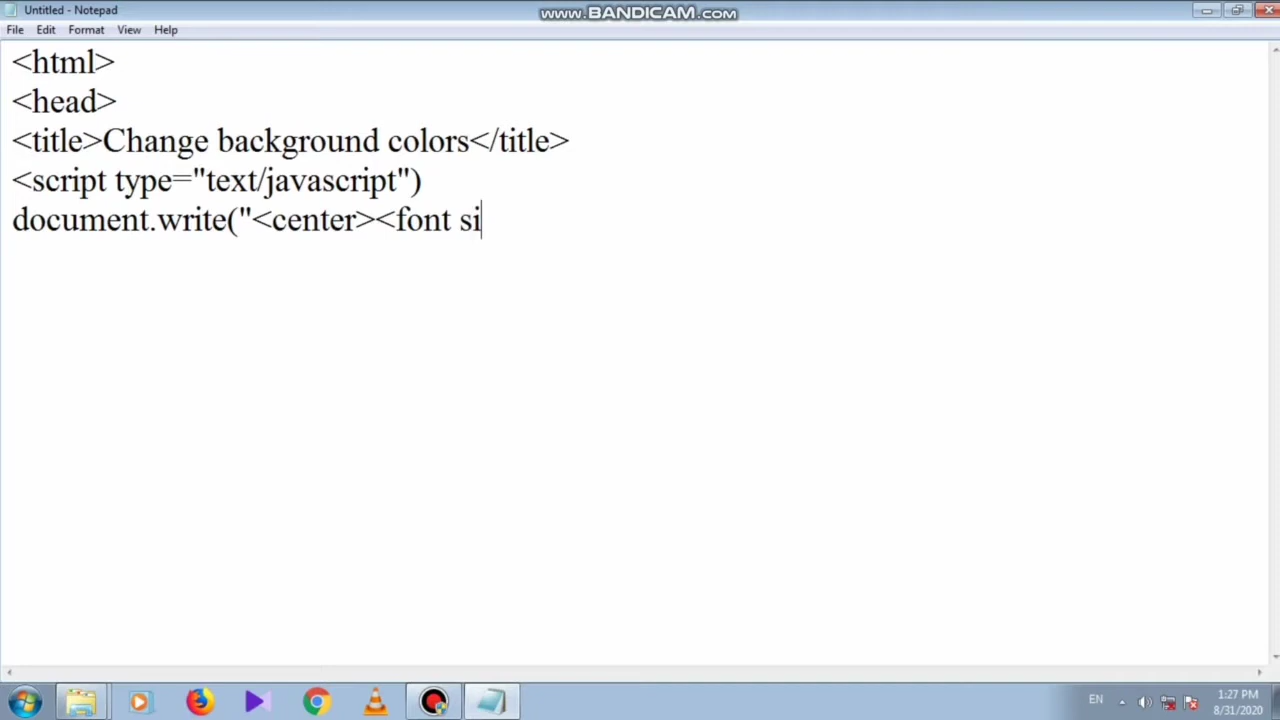 Untitled - Notepad
www.BANDICAM.com
File Edit Format View Help
<html>
<head>
<title>Change background colors</title>
<script type="text/javascript")
document.write("<center><font si
EN
1:27 PM
8/31/2020